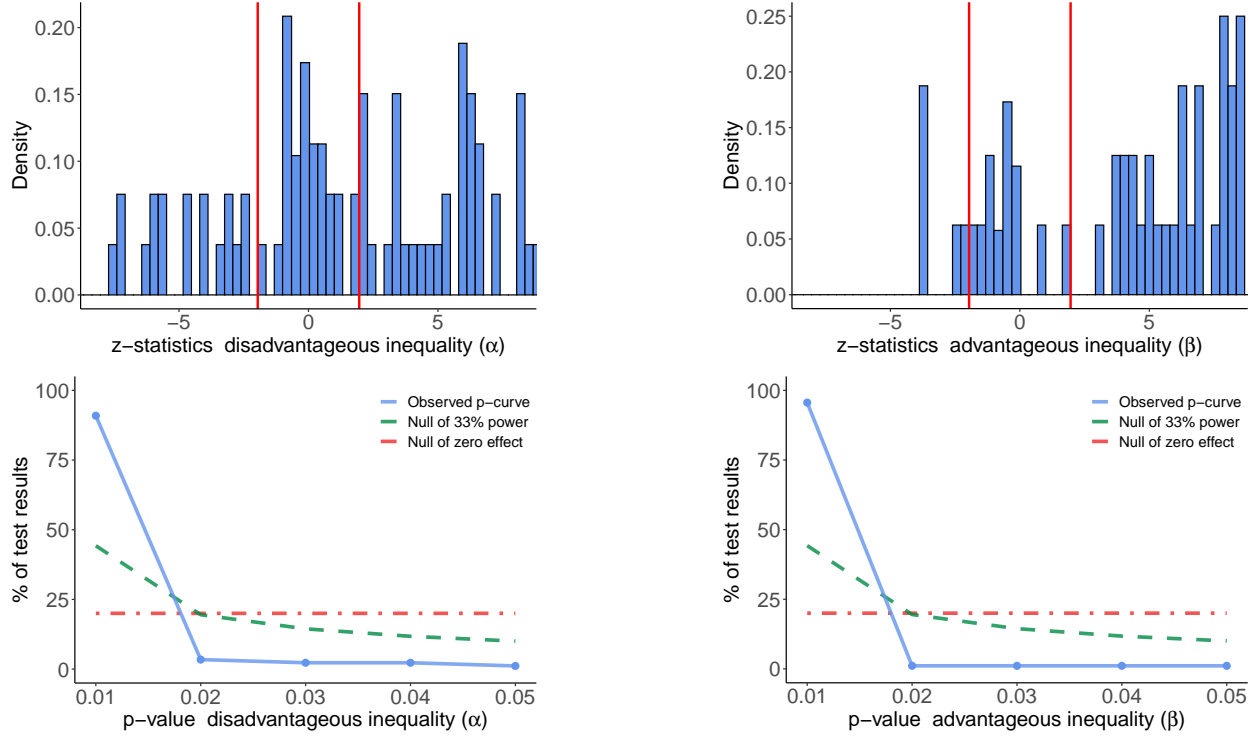 0.20
0.15
0.10
0.05
0.00
Density
−5 0 5
z−statistics disadvantageous inequality (α)
0.25
0.20
0.15
0.10
0.05
0.00
Density
−5 0 5
z−statistics advantageous inequality (β)
100
75
50
25
0
% of test results
Observed p−curve
Null of 33% power
Null of zero effect
0.01 0.02 0.03 0.04 0.05
p−value disadvantageous inequality (α)
100
75
50
25
0
% of test results
Observed p−curve
Null of 33% power
Null of zero effect
0.01 0.02 0.03 0.04 0.05
p−value advantageous inequality (β)